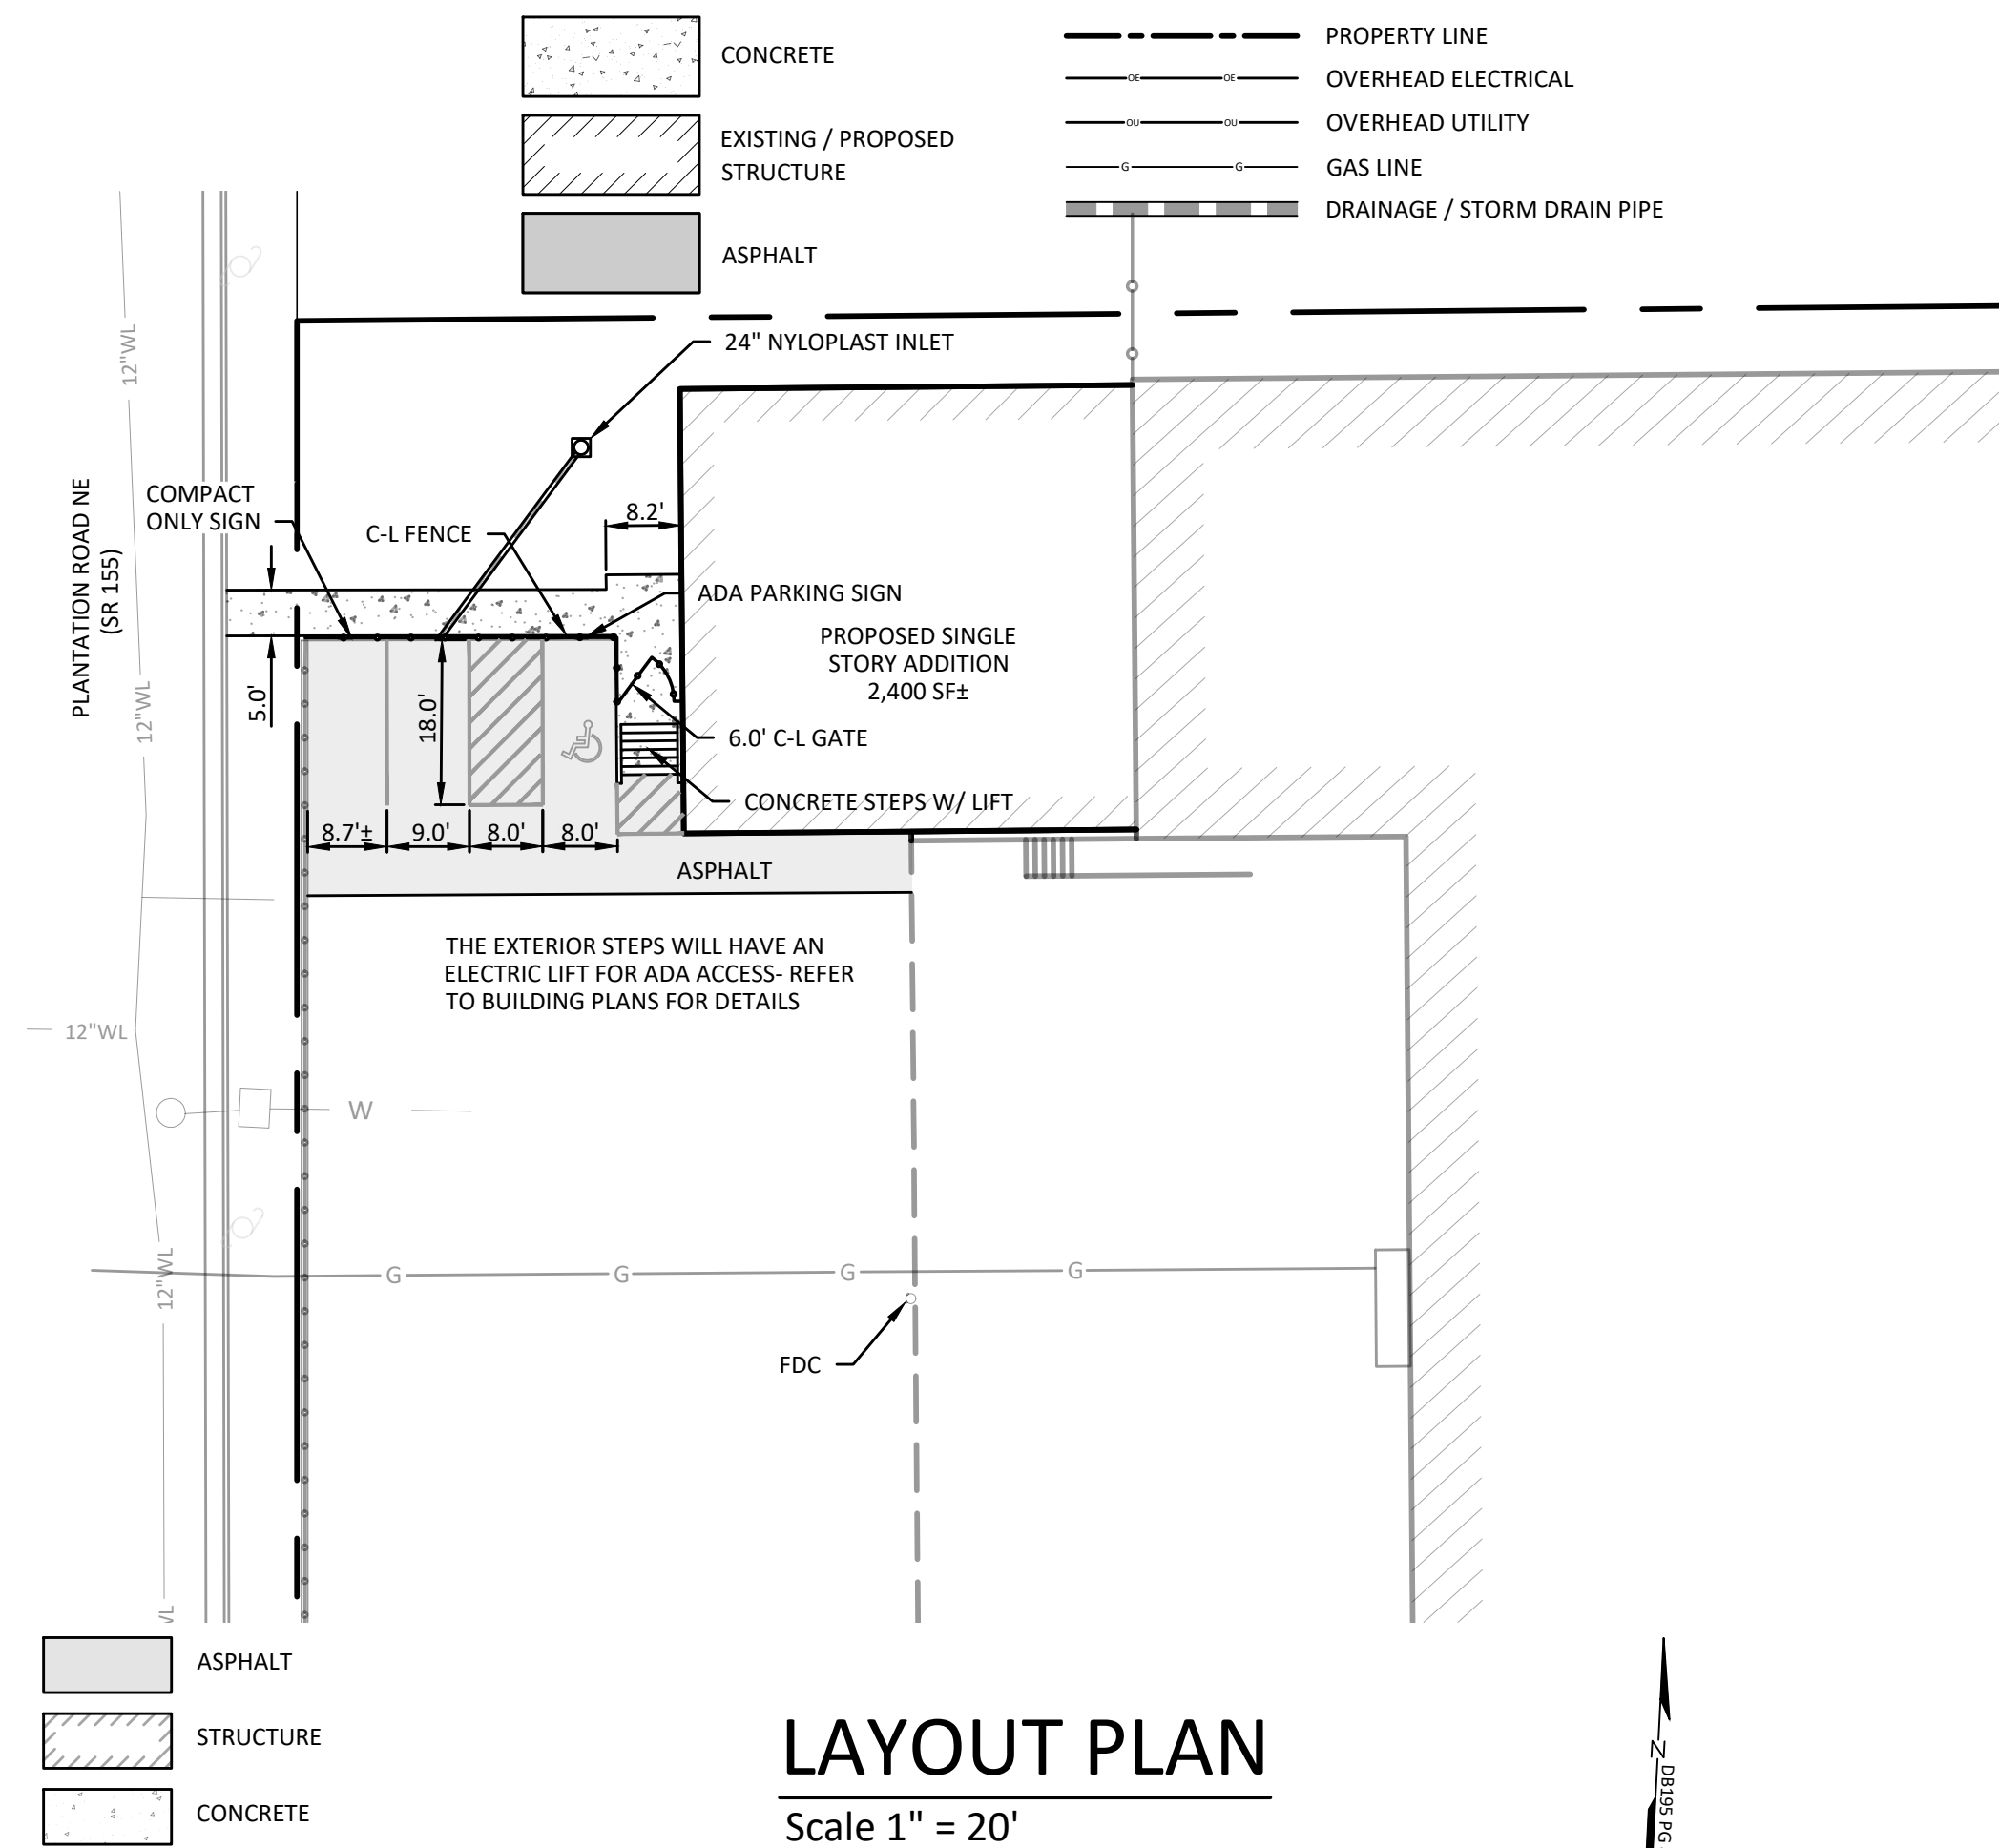 CONCRETE
EXISTING / PROPOSED
STRUCTURE
ASPHALT
PROPERTY LINE
OE OE
OVERHEAD ELECTRICAL
OU OU
OVERHEAD UTILITY
G G
GAS LINE
DRAINAGE / STORM DRAIN PIPE
24" NYLOPLAST INLET
12"WL
COMPACT
ONLY SIGN
C-L FENCE
8.2'
PLANTATION ROAD NE
(SR 155)
ADA PARKING SIGN
PROPOSED SINGLE
STORY ADDITION
2,400 SF±
5.0'
12"WL
18.0'
6.0' C-L GATE
CONCRETE STEPS W/ LIFT
8.7'±
9.0'
8.0'
8.0'
ASPHALT
THE EXTERIOR STEPS WILL HAVE AN
ELECTRIC LIFT FOR ADA ACCESS- REFER
TO BUILDING PLANS FOR DETAILS
12"WL
W
12"WL
G G G G
FDC
ASPHALT
STRUCTURE
CONCRETE
LAYOUT PLAN
Scale 1" = 20'
N
DB195 PG